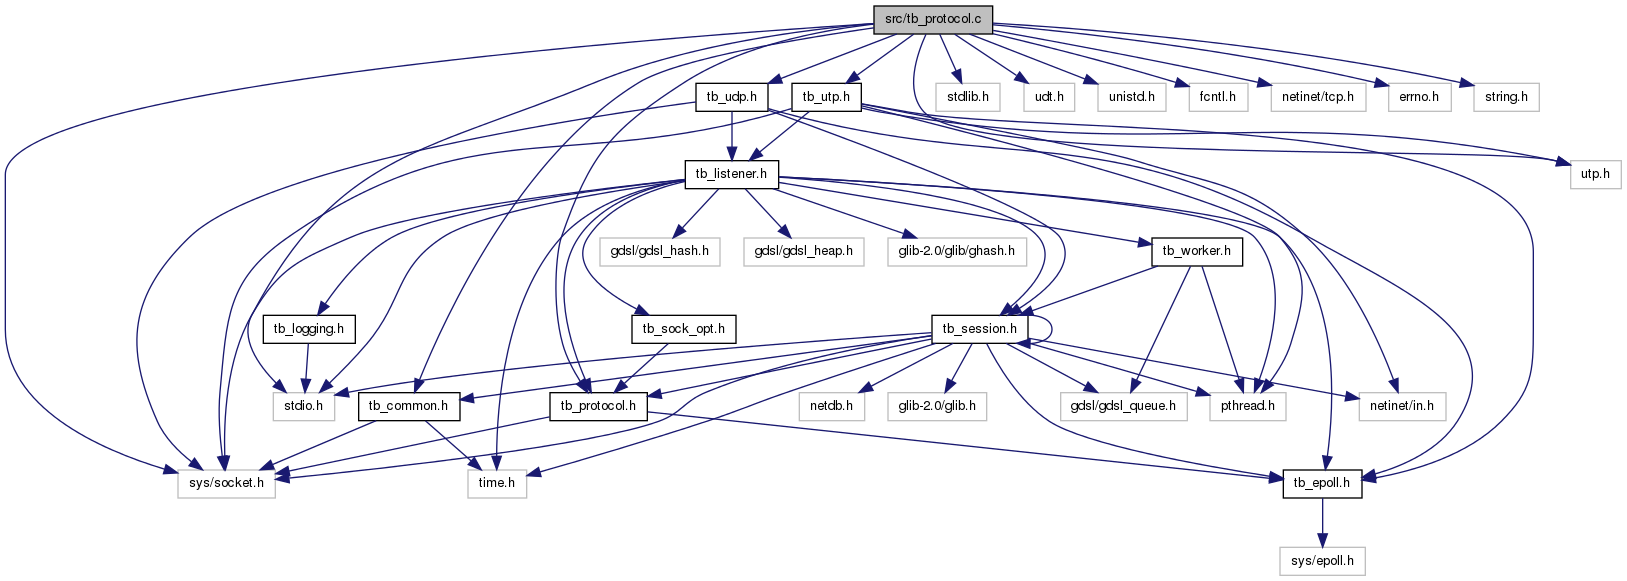 src/tb_protocol.c
tb_udp.h
tb_utp.h
stdlib.h
udt.h
unistd.h
fcntl.h
netinet/tcp.h
errno.h
string.h
tb_listener.h
utp.h
gdsl/gdsl_hash.h
gdsl/gdsl_heap.h
glib-2.0/glib/ghash.h
tb_worker.h
tb_logging.h
tb_sock_opt.h
tb_session.h
stdio.h
tb_common.h
tb_protocol.h
netdb.h
glib-2.0/glib.h
gdsl/gdsl_queue.h
pthread.h
netinet/in.h
sys/socket.h
time.h
tb_epoll.h
sys/epoll.h